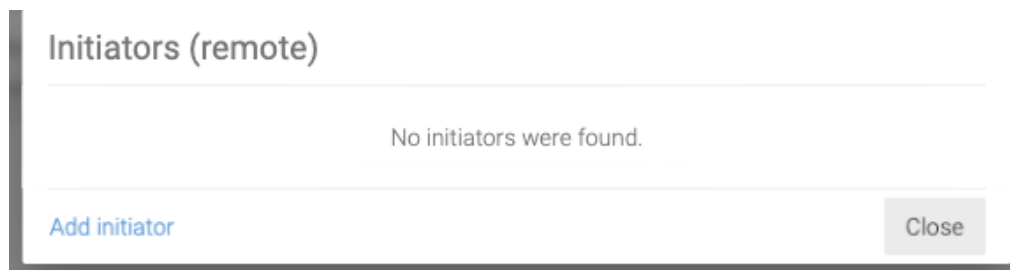 Initiators (remote)
No initiators were found.
Add initiator
Close